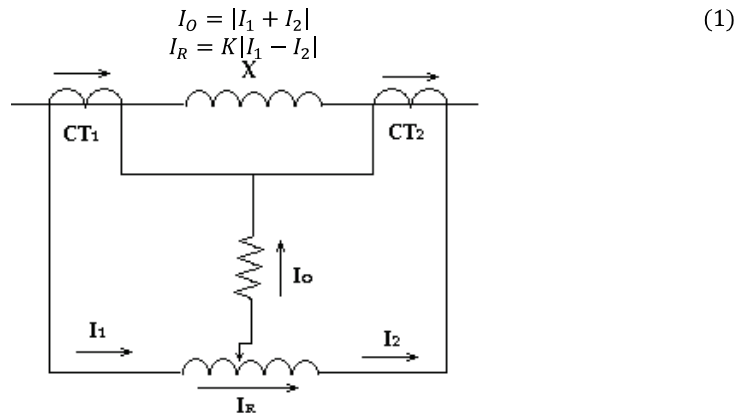 I_O = |I_1 + I_2| (1)
I_R = K|I_1 − I_2|
X
CT1
CT2
Io
I1
I2
IR